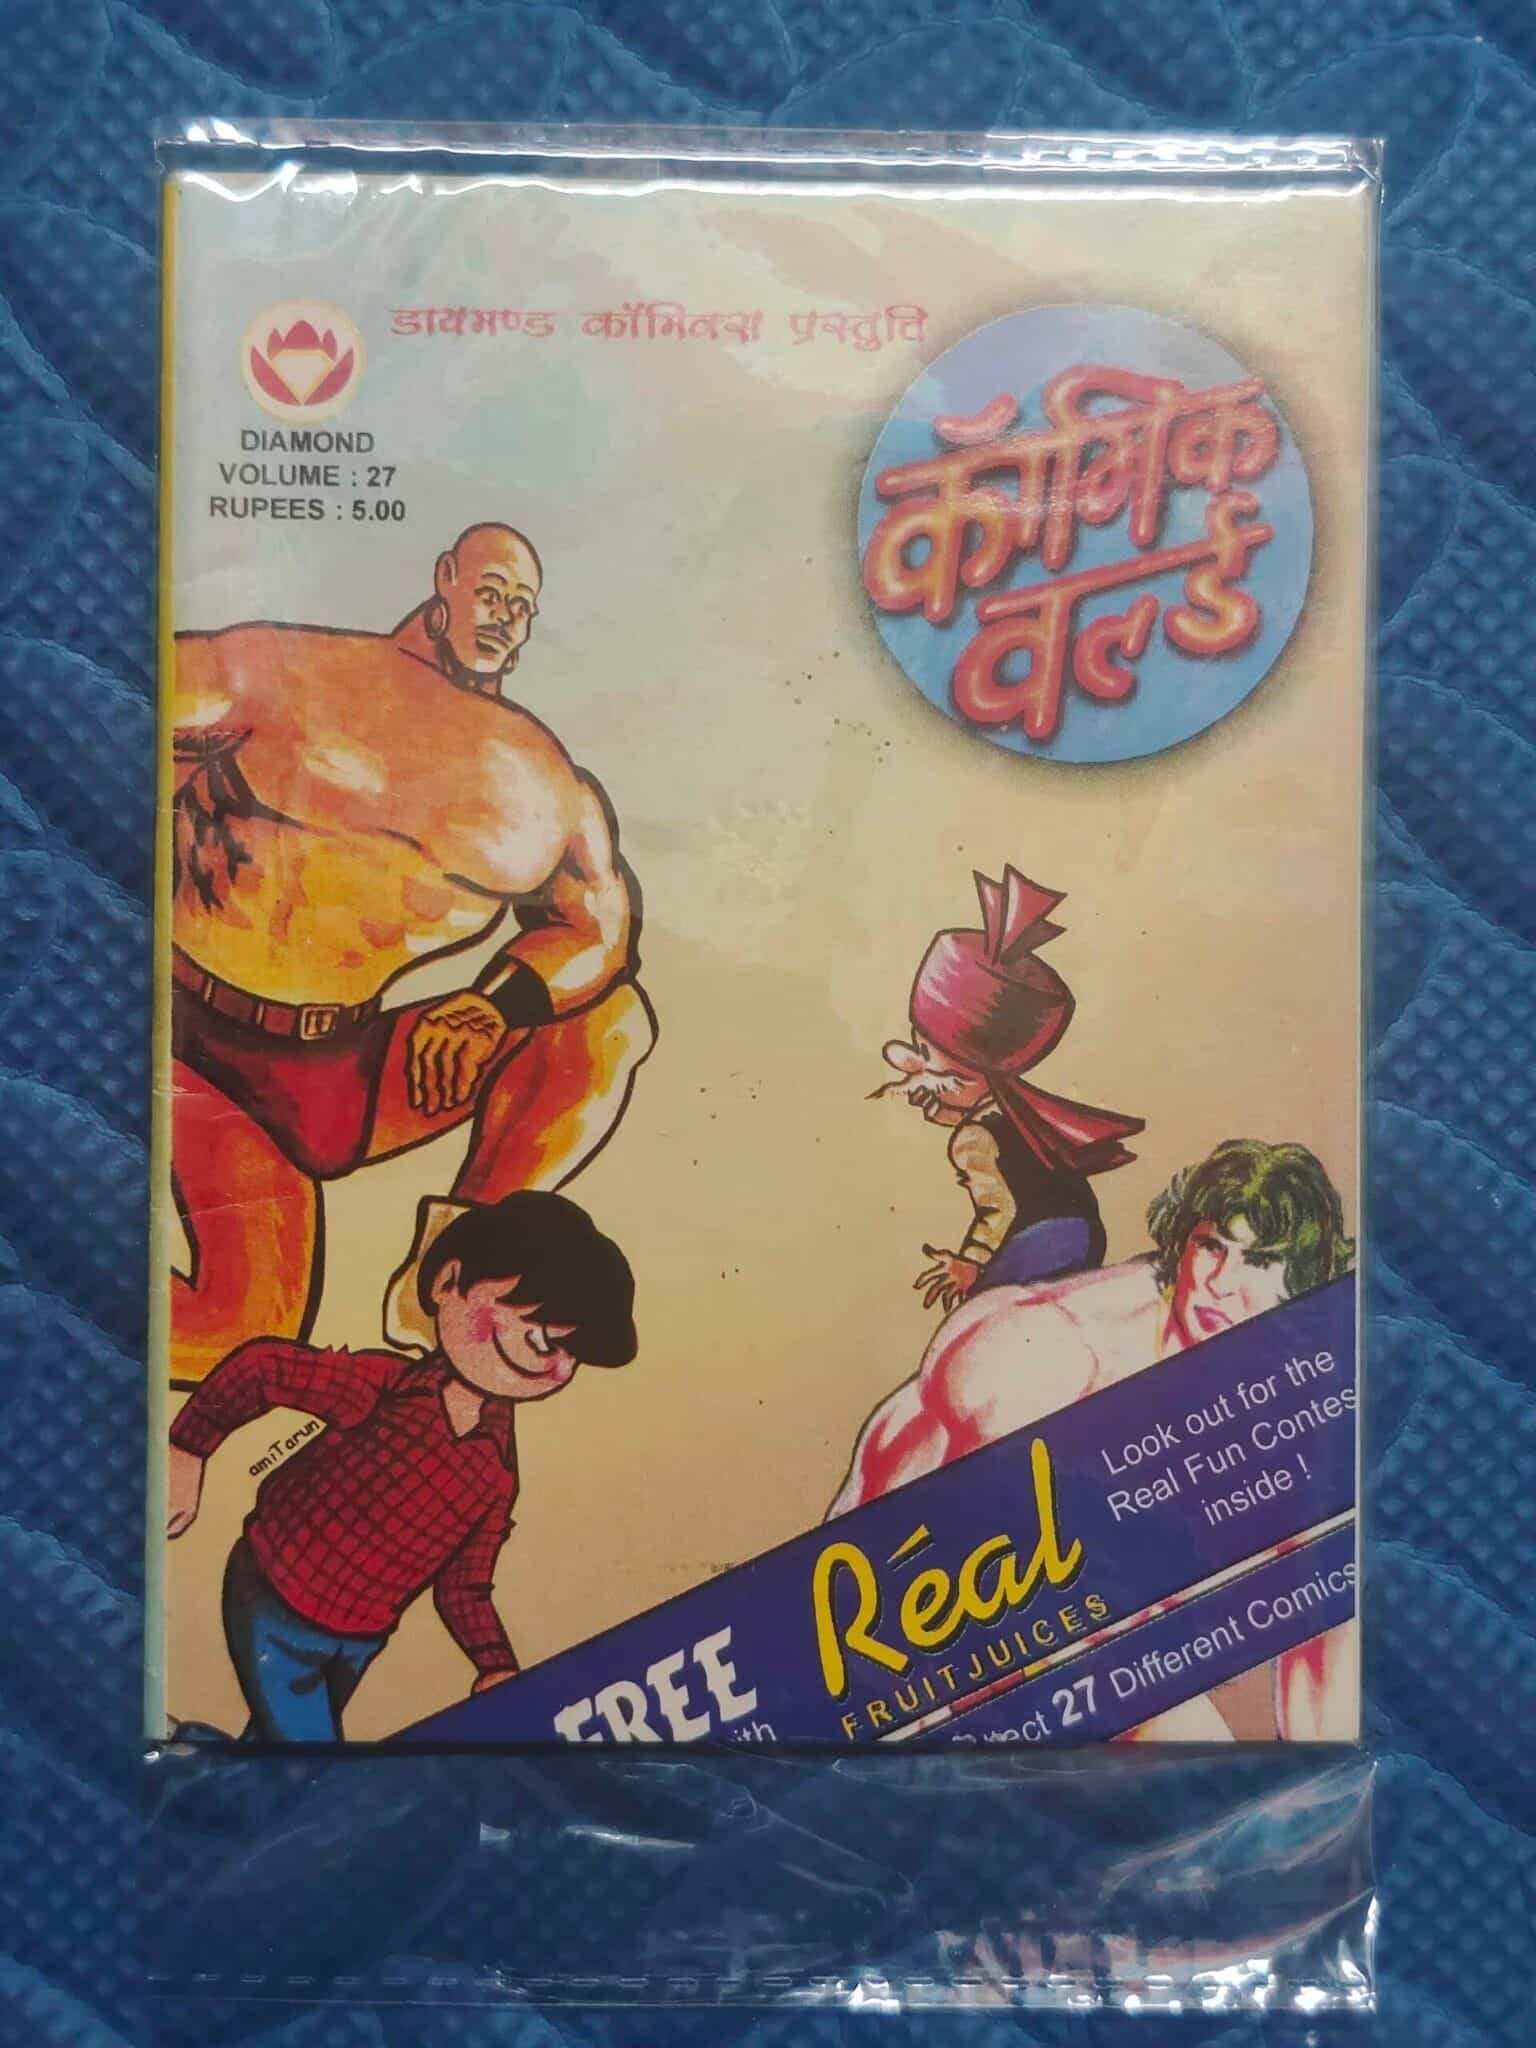 डायमण्ड कॉमिक्स प्रस्तुति
DIAMOND
VOLUME : 27
RUPEES : 5.00
कॉमिक
वर्ल्ड
amiTarun
Look out for the
Real Fun Contes
inside !
Réal
FRUIT JUICES
FREE
27 Different Comics